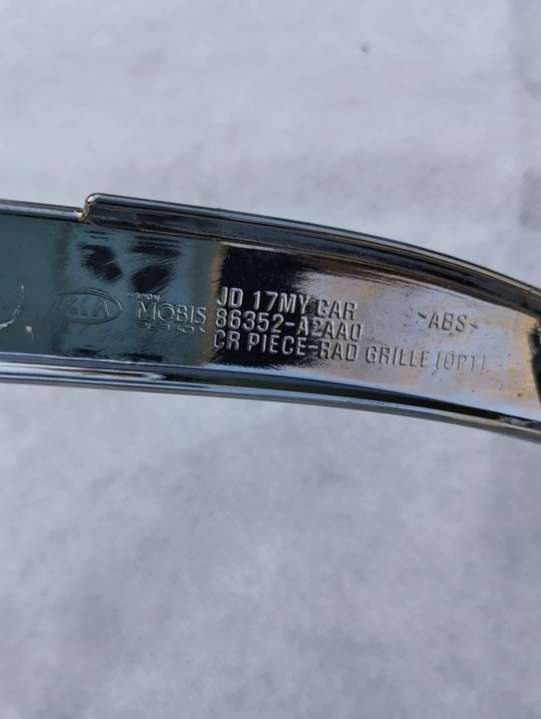 KIA
MOBIS
JD 17MY CAR
86352-A2AA0
CR PIECE-RAD GRILLE (OPT)
>ABS<